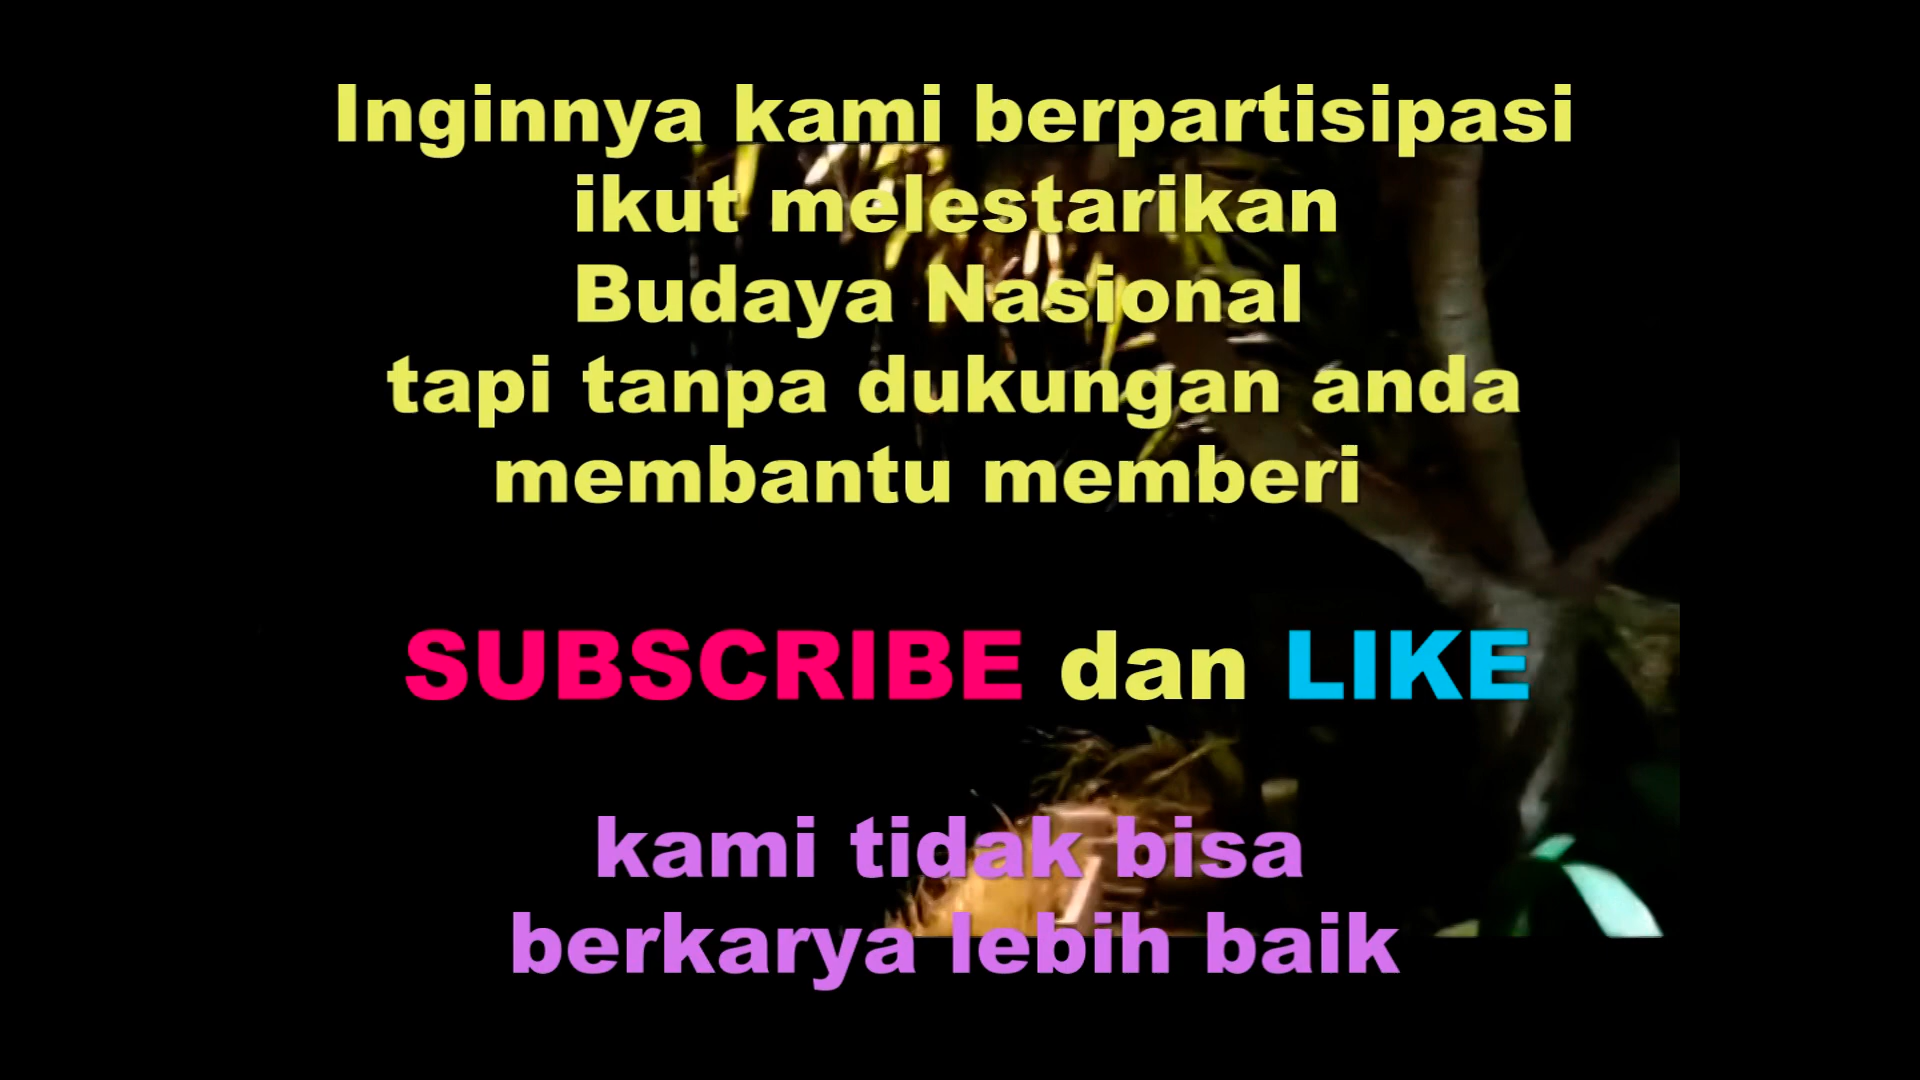 Inginnya kami berpartisipasi
ikut melestarikan
Budaya Nasional
tapi tanpa dukungan anda
membantu memberi
SUBSCRIBE dan LIKE
kami tidak bisa
berkarya lebih baik